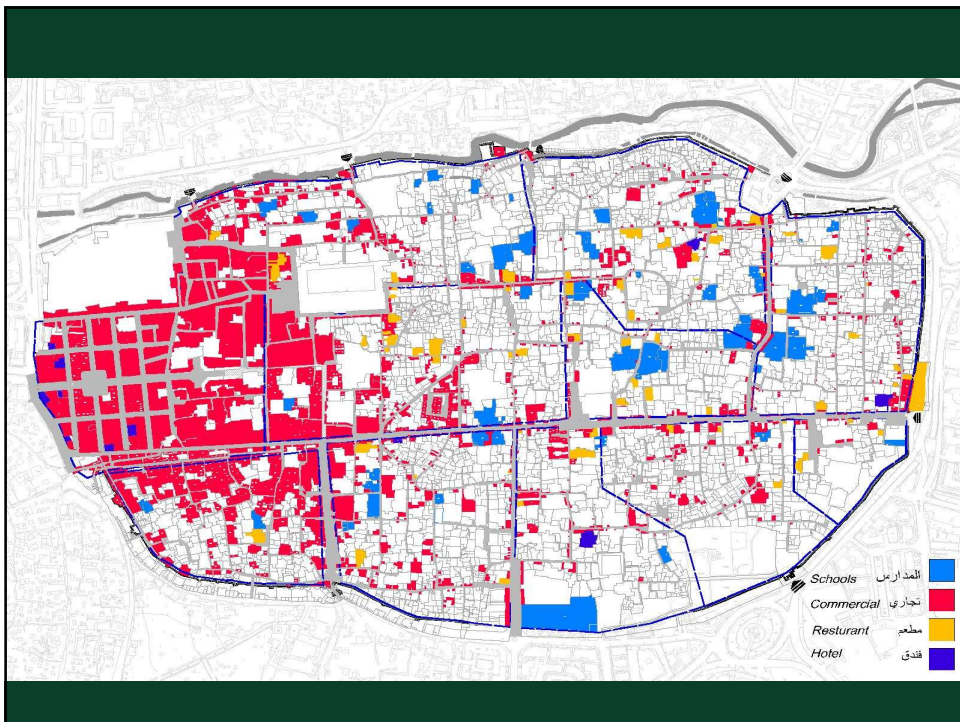 Schools المدارس
Commercial تجاري
Resturant مطعم
Hotel فندق